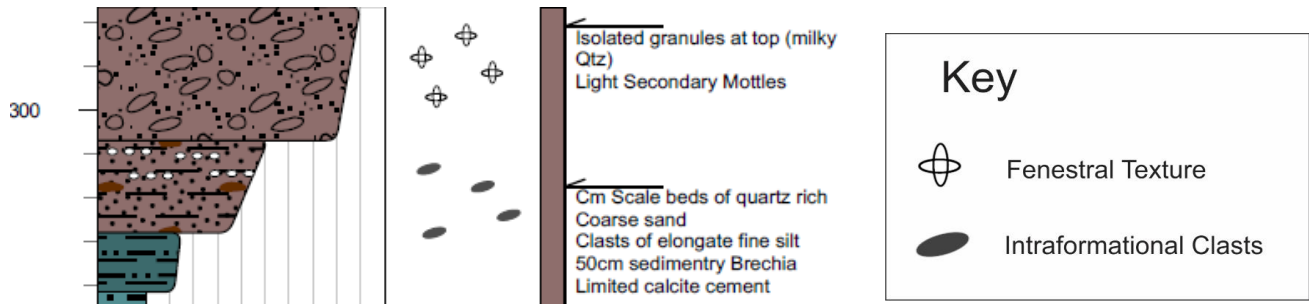 300
Isolated granules at top (milky
Qtz)
Light Secondary Mottles
Cm Scale beds of quartz rich
Coarse sand
Clasts of elongate fine silt
50cm sedimentry Brechia
Limited calcite cement
Key
Fenestral Texture
Intraformational Clasts